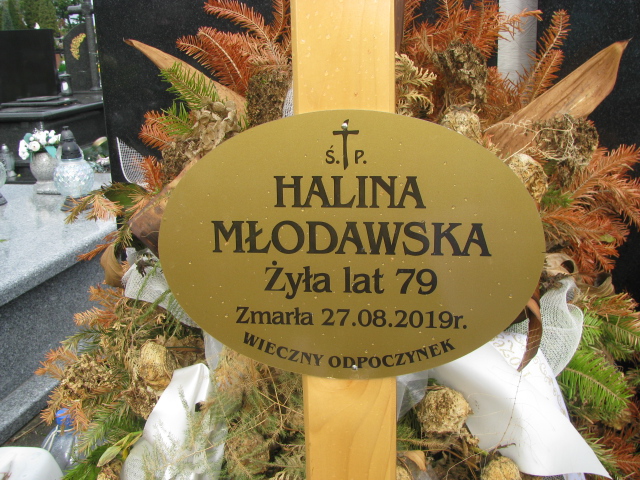 Ś. P.
HALINA
MŁODAWSKA
Żyła lat 79
Zmarła 27.08.2019r.
WIECZNY ODPOCZYNEK